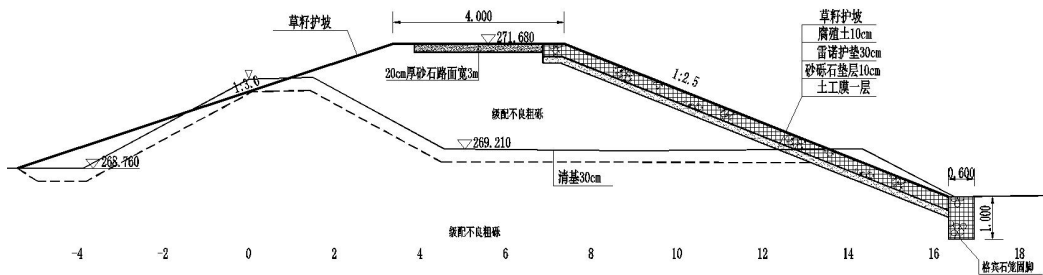 草籽护坡
4.000
271.680
20cm厚砂石路面宽3m
1:3.0
1:2.5
草籽护坡
腐殖土10cm
雷诺护垫30cm
砂砾石垫层10cm
土工膜一层
级配不良粗砾
269.210
268.760
清基30cm
0.600
1.000
级配不良粗砾
-4 -2 0 2 4 6 8 10 12 14 16 18
格宾石笼固脚